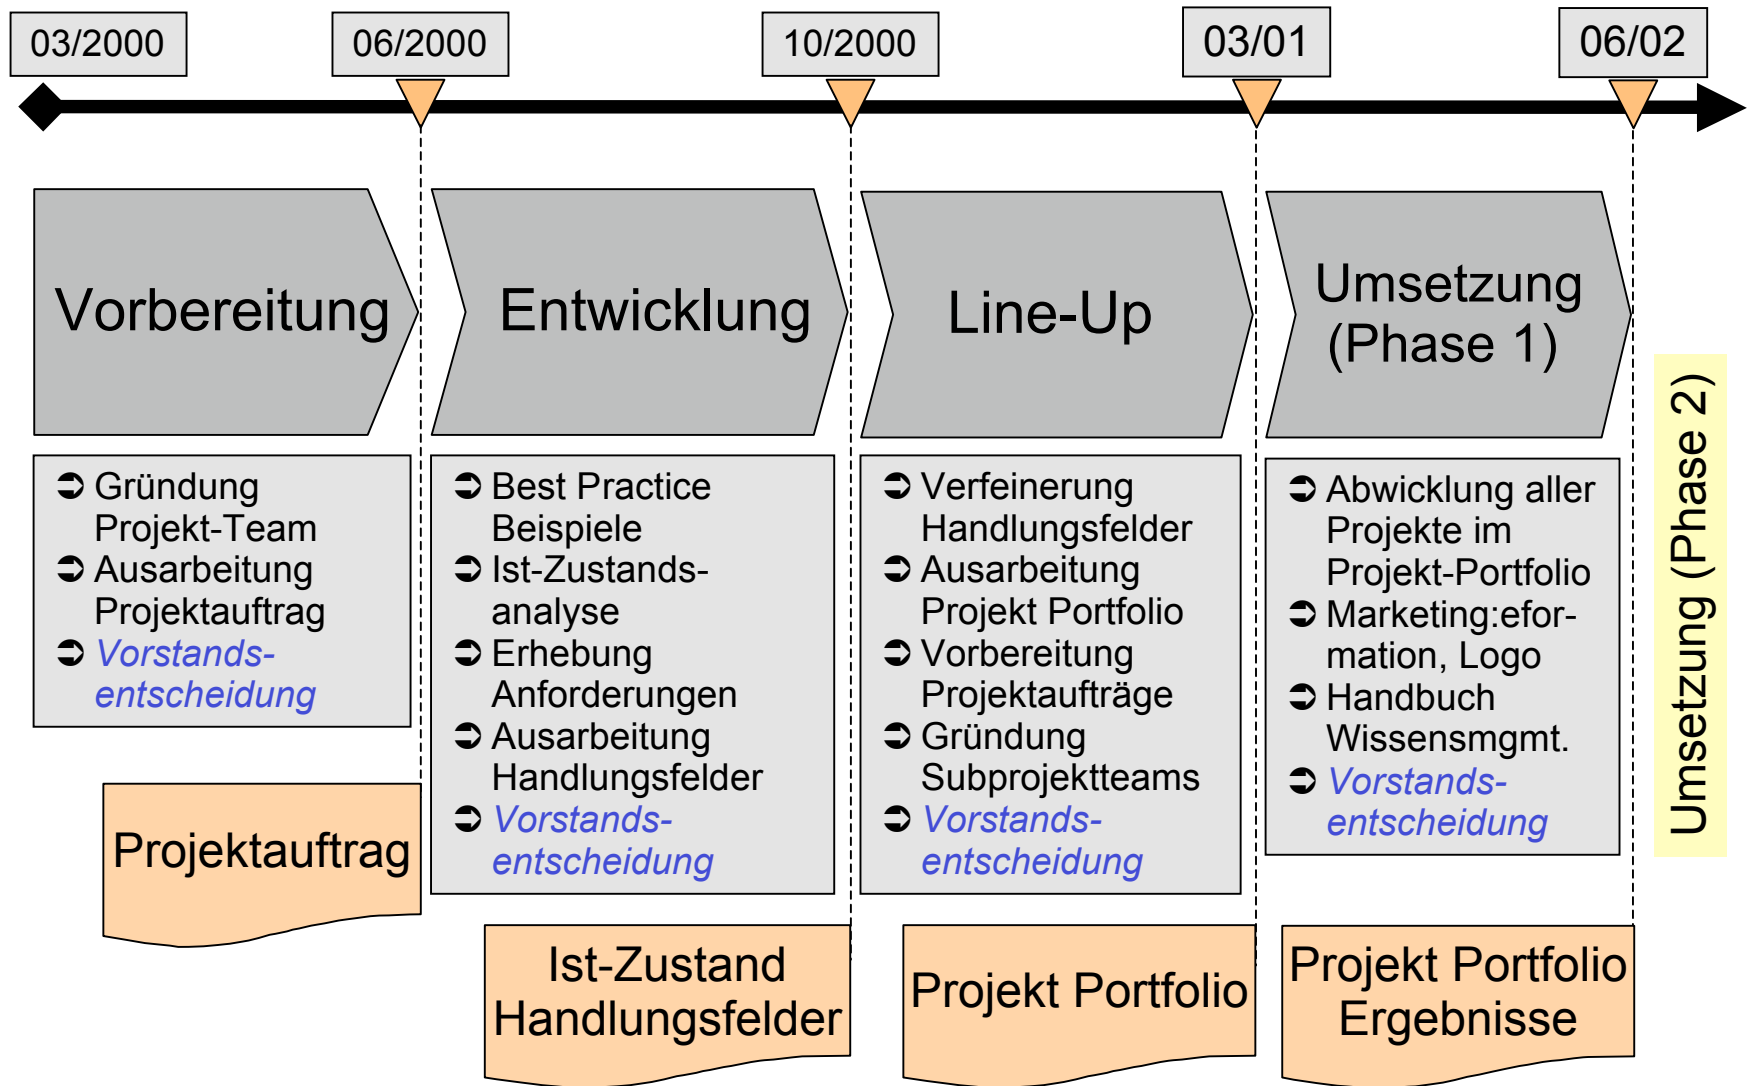 03/2000
06/2000
10/2000
03/01
06/02
Vorbereitung
Entwicklung
Line-Up
Umsetzung
(Phase 1)
➲ Gründung
Projekt-Team
➲ Ausarbeitung
Projektauftrag
➲ Vorstands-
entscheidung
➲ Best Practice
Beispiele
➲ Ist-Zustands-
analyse
➲ Erhebung
Anforderungen
➲ Ausarbeitung
Handlungsfelder
➲ Vorstands-
entscheidung
➲ Verfeinerung
Handlungsfelder
➲ Ausarbeitung
Projekt Portfolio
➲ Vorbereitung
Projektaufträge
➲ Gründung
Subprojektteams
➲ Vorstands-
entscheidung
➲ Abwicklung aller
Projekte im
Projekt-Portfolio
➲ Marketing:efor-
mation, Logo
➲ Handbuch
Wissensmgmt.
➲ Vorstands-
entscheidung
Umsetzung (Phase 2)
Projektauftrag
Ist-Zustand
Handlungsfelder
Projekt Portfolio
Projekt Portfolio
Ergebnisse